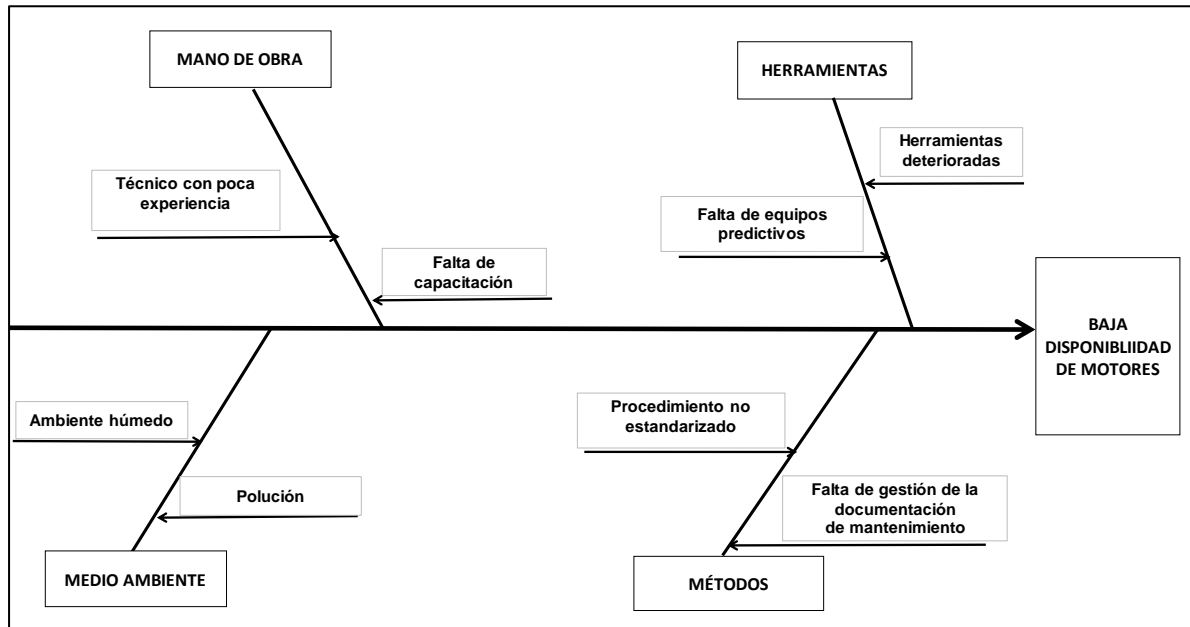 MANO DE OBRA
HERRAMIENTAS
Herramientas
deterioradas
Técnico con poca
experiencia
Falta de equipos
predictivos
Falta de
capacitación
BAJA
DISPONIBLIIDAD
DE MOTORES
Ambiente húmedo
Procedimiento no
estandarizado
Polución
Falta de gestión de la
documentación
de mantenimiento
MEDIO AMBIENTE
MÉTODOS